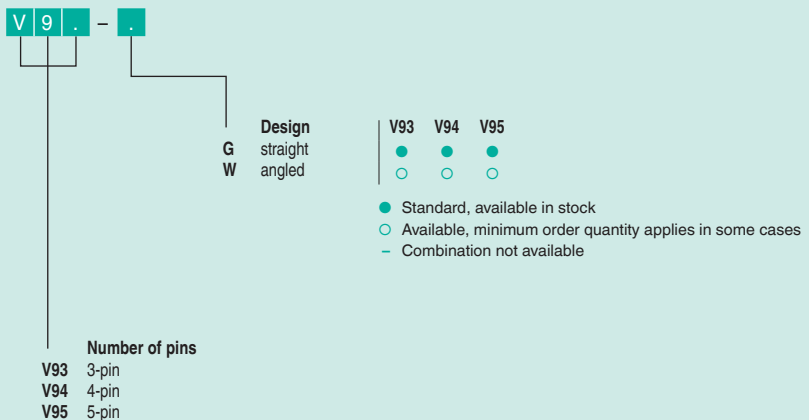 V 9 . – .
Design V93 V94 V95
G straight ● ● ●
W angled ○ ○ ○
● Standard, available in stock
○ Available, minimum order quantity applies in some cases
– Combination not available
Number of pins
V93 3-pin
V94 4-pin
V95 5-pin